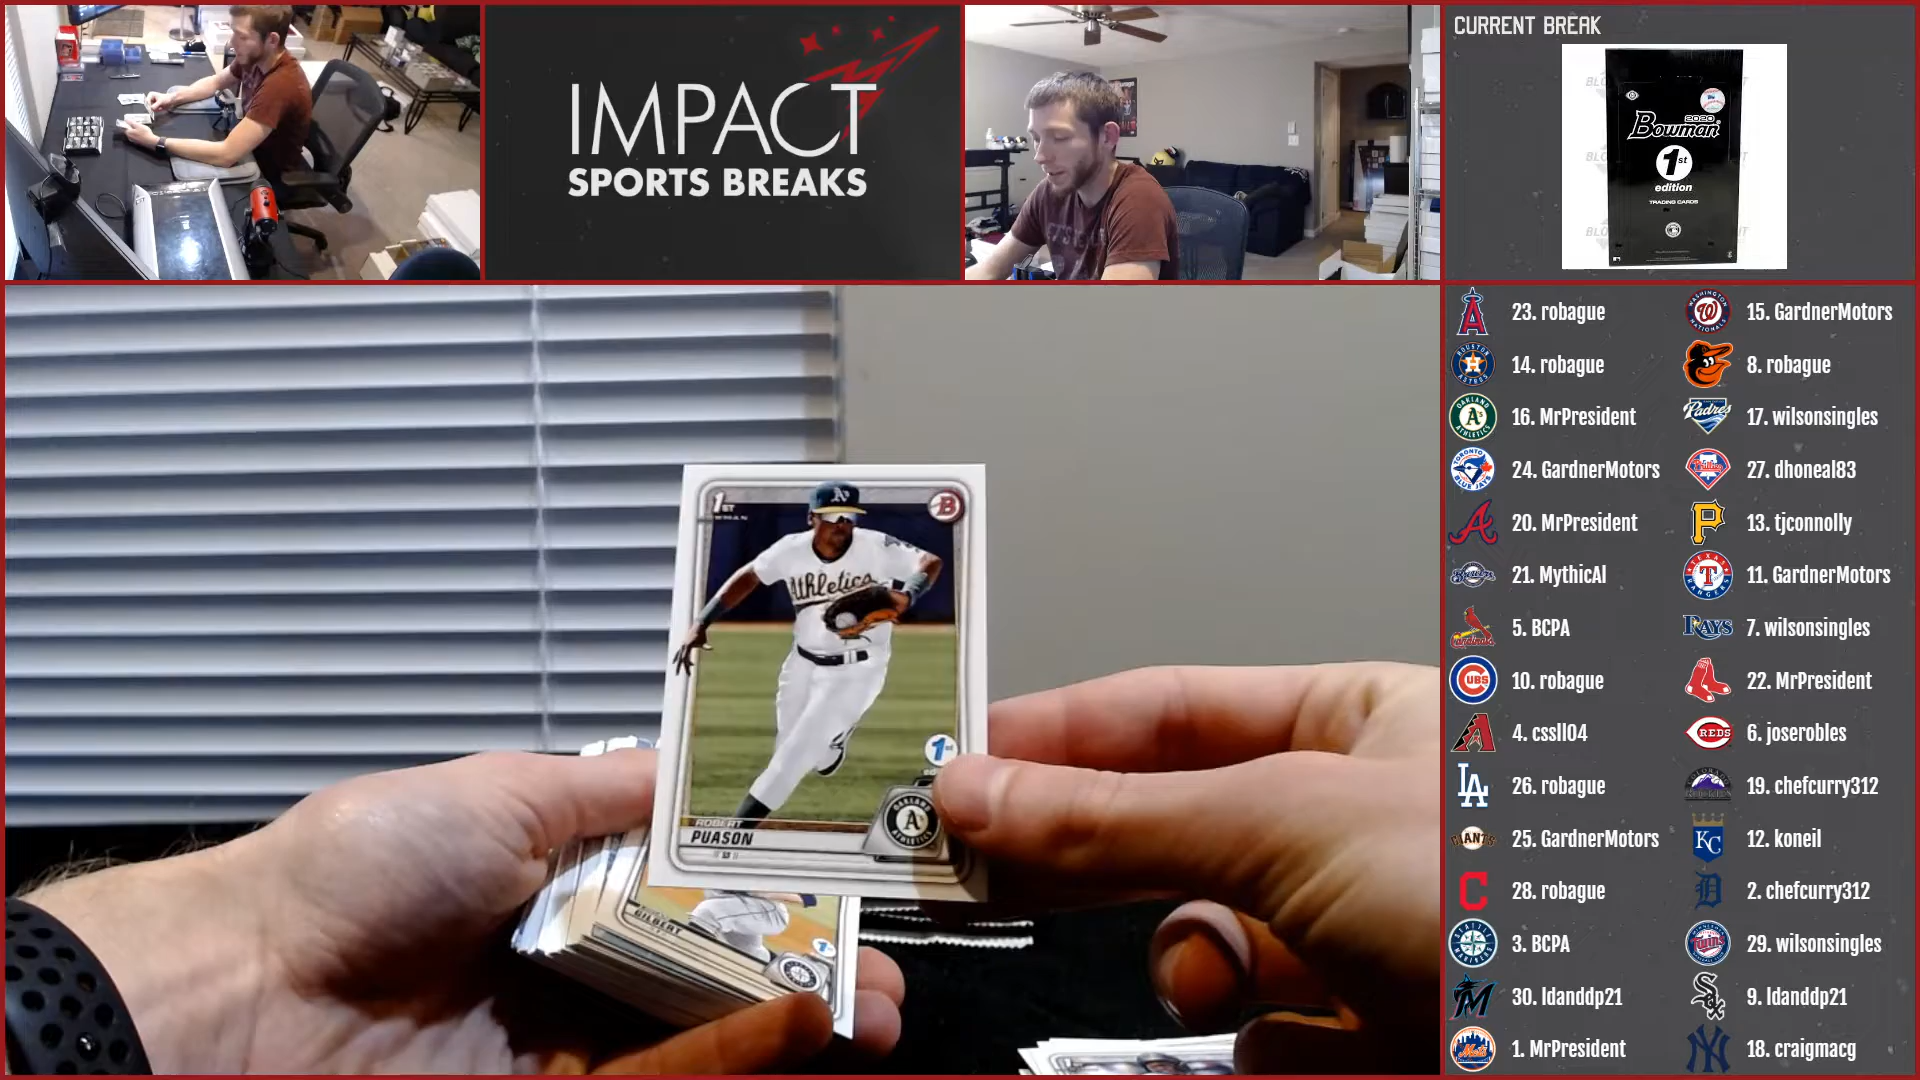 IMPACT
SPORTS BREAKS
CURRENT BREAK
2020
Bowman
1st
edition
TRADING CARDS
1ST
B
Athletics
1st
OAKLAND
A's
ATHLETICS
ROBERT
PUASON
GILBERT
1st
23. robague
15. GardnerMotors
14. robague
8. robague
16. MrPresident
17. wilsonsingles
24. GardnerMotors
27. dhoneal83
20. MrPresident
13. tjconnolly
21. MythicAl
11. GardnerMotors
5. BCPA
7. wilsonsingles
10. robague
22. MrPresident
4. cssll04
6. joserobles
26. robague
19. chefcurry312
25. GardnerMotors
12. koneil
28. robague
2. chefcurry312
3. BCPA
29. wilsonsingles
30. ldanddp21
9. ldanddp21
1. MrPresident
18. craigmacg